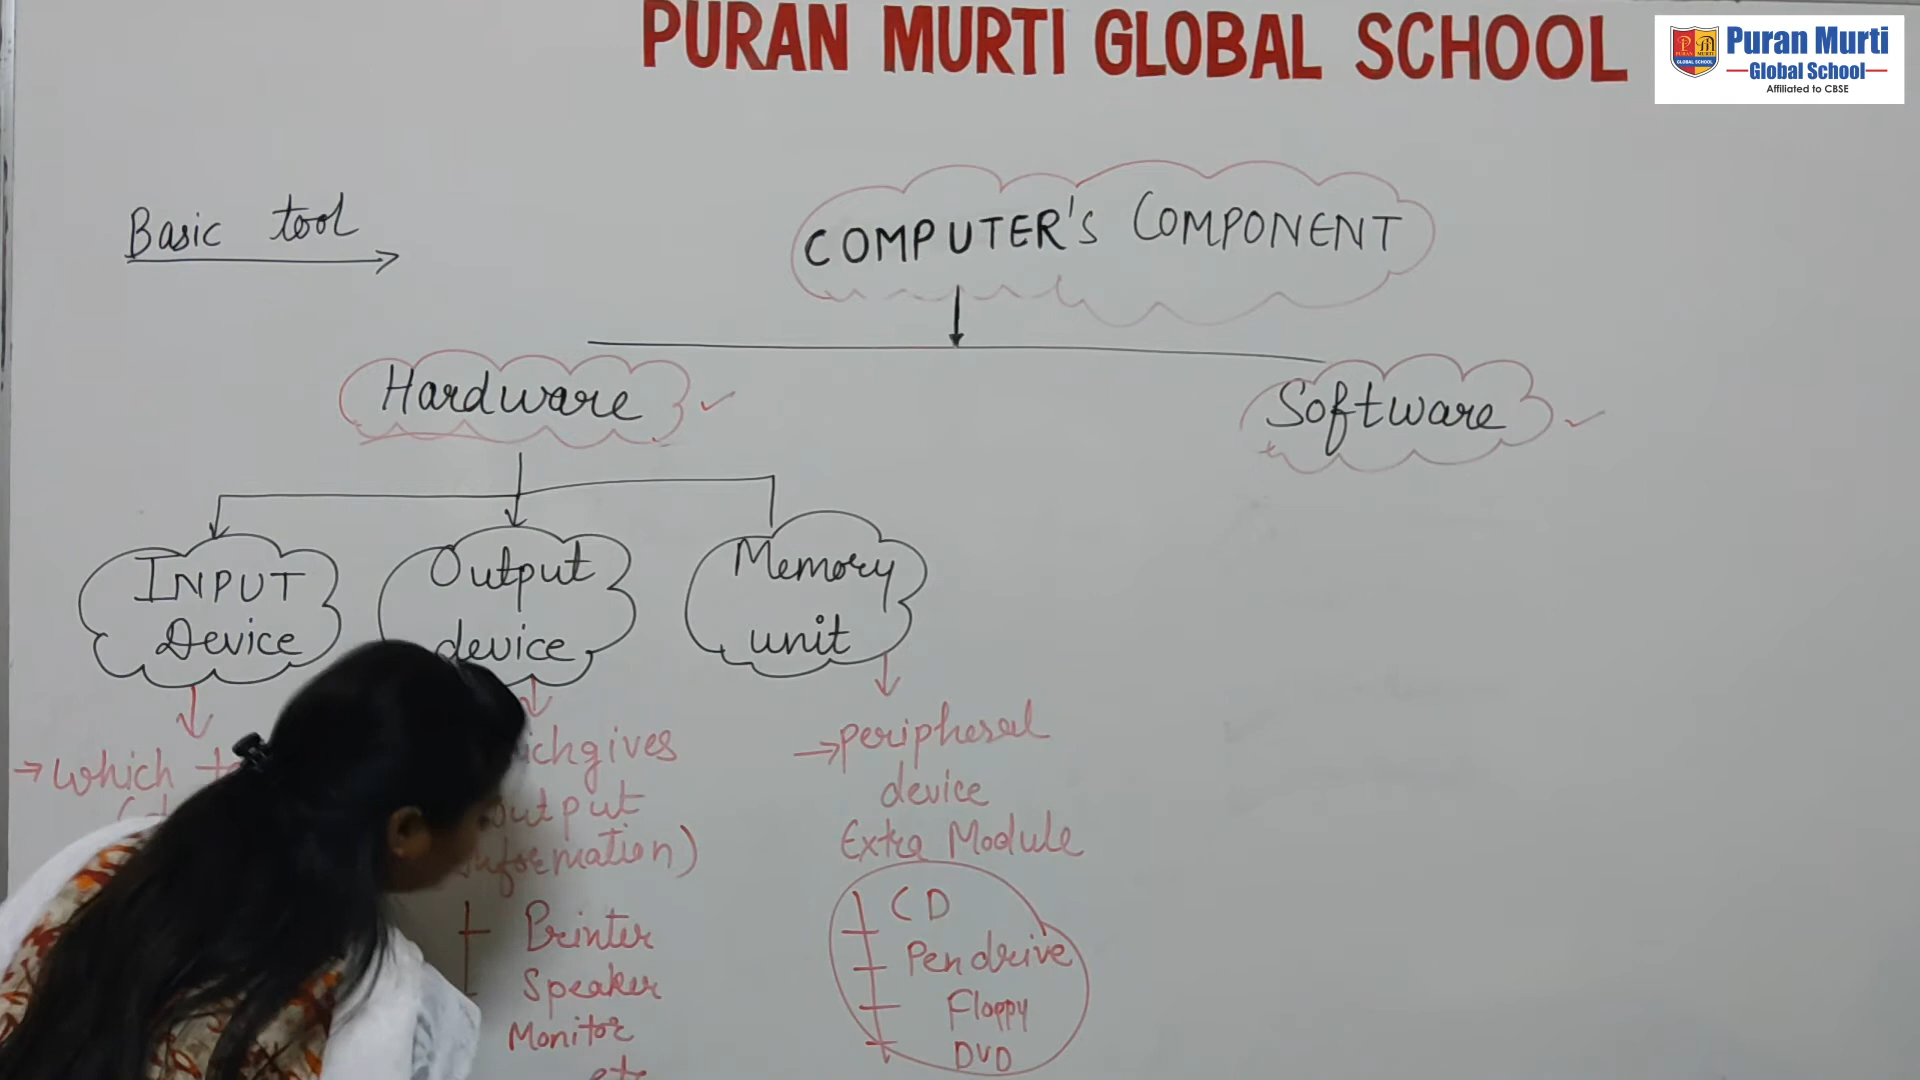 PURAN MURTI GLOBAL SCHOOL
Puran Murti
Global School
Affiliated to CBSE
Basic tool
COMPUTER's COMPONENT
Hardware
Software
INPUT
Device
Output
device
Memory
unit
→ which
gives
output
information)
Printer
Speaker
Monitor
→ peripheral
device
Extra Module
CD
Pendrive
Floppy
DVD